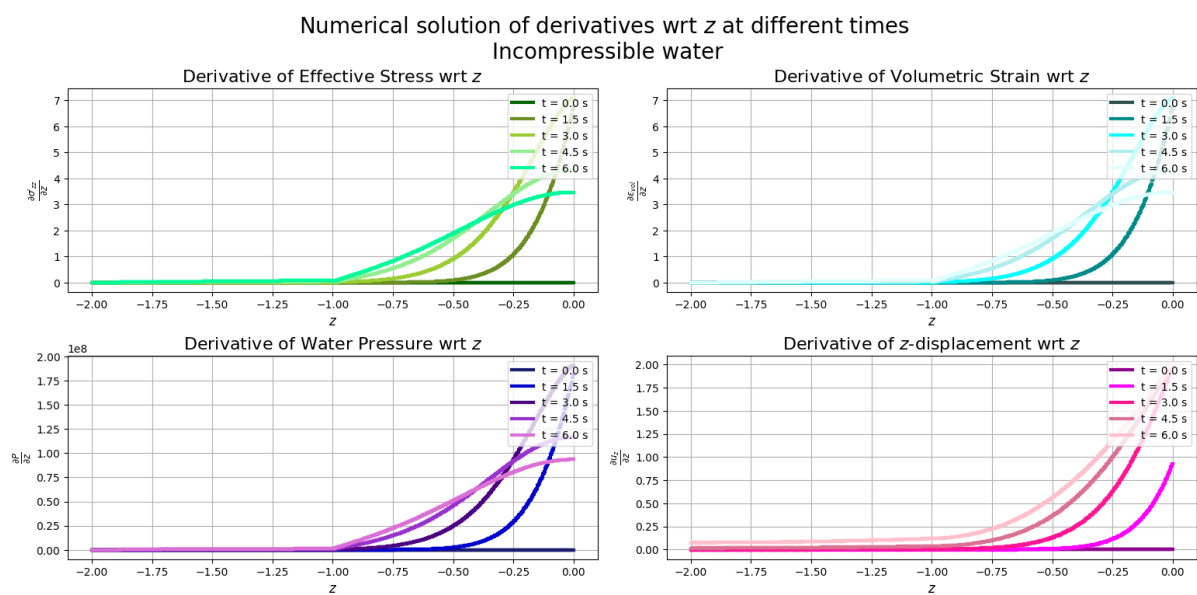 Numerical solution of derivatives wrt z at different times
Incompressible water
Derivative of Effective Stress wrt z
∂σ'zz/∂z
7
6
5
4
3
2
1
0
−2.00 −1.75 −1.50 −1.25 −1.00 −0.75 −0.50 −0.25 0.00
z
t = 0.0 s
t = 1.5 s
t = 3.0 s
t = 4.5 s
t = 6.0 s
Derivative of Volumetric Strain wrt z
∂εvol/∂z
7
6
5
4
3
2
1
0
−2.00 −1.75 −1.50 −1.25 −1.00 −0.75 −0.50 −0.25 0.00
z
t = 0.0 s
t = 1.5 s
t = 3.0 s
t = 4.5 s
t = 6.0 s
Derivative of Water Pressure wrt z
1e8
∂P/∂z
2.00
1.75
1.50
1.25
1.00
0.75
0.50
0.25
0.00
−2.00 −1.75 −1.50 −1.25 −1.00 −0.75 −0.50 −0.25 0.00
z
t = 0.0 s
t = 1.5 s
t = 3.0 s
t = 4.5 s
t = 6.0 s
Derivative of z-displacement wrt z
∂uz/∂z
2.00
1.75
1.50
1.25
1.00
0.75
0.50
0.25
0.00
−2.00 −1.75 −1.50 −1.25 −1.00 −0.75 −0.50 −0.25 0.00
z
t = 0.0 s
t = 1.5 s
t = 3.0 s
t = 4.5 s
t = 6.0 s